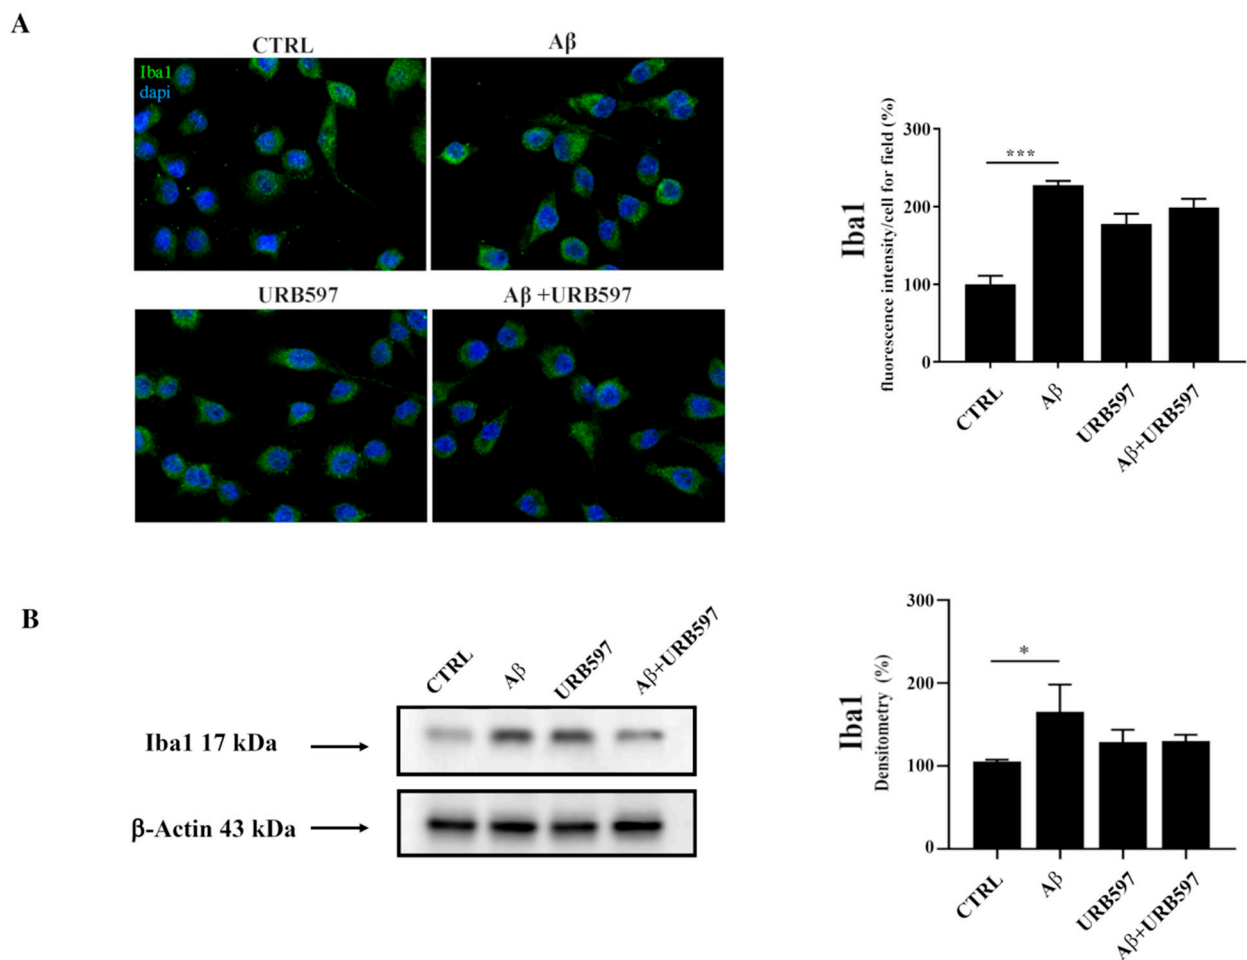 A
CTRL
Aβ
Iba1
dapi
URB597
Aβ +URB597
Iba1
fluorescence intensity/cell for field (%)
300
200
100
0
***
CTRL
Aβ
URB597
Aβ+URB597
B
CTRL
Aβ
URB597
Aβ+URB597
Iba1 17 kDa
β-Actin 43 kDa
Iba1
Densitometry (%)
300
200
100
0
*
CTRL
Aβ
URB597
Aβ+URB597